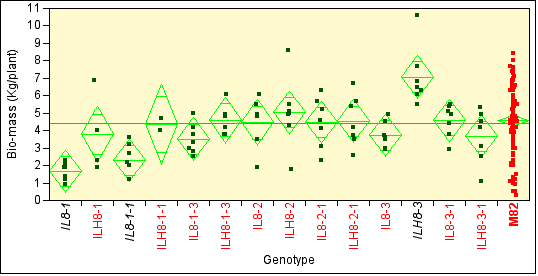 Bio-mass (Kg/plant)
11
10
9
8
7
6
5
4
3
2
1
0
IL8-1
ILH8-1
IL8-1-1
ILH8-1-1
IL8-1-3
ILH8-1-3
IL8-2
ILH8-2
IL8-2-1
ILH8-2-1
IL8-3
ILH8-3
IL8-3-1
ILH8-3-1
M82
Genotype